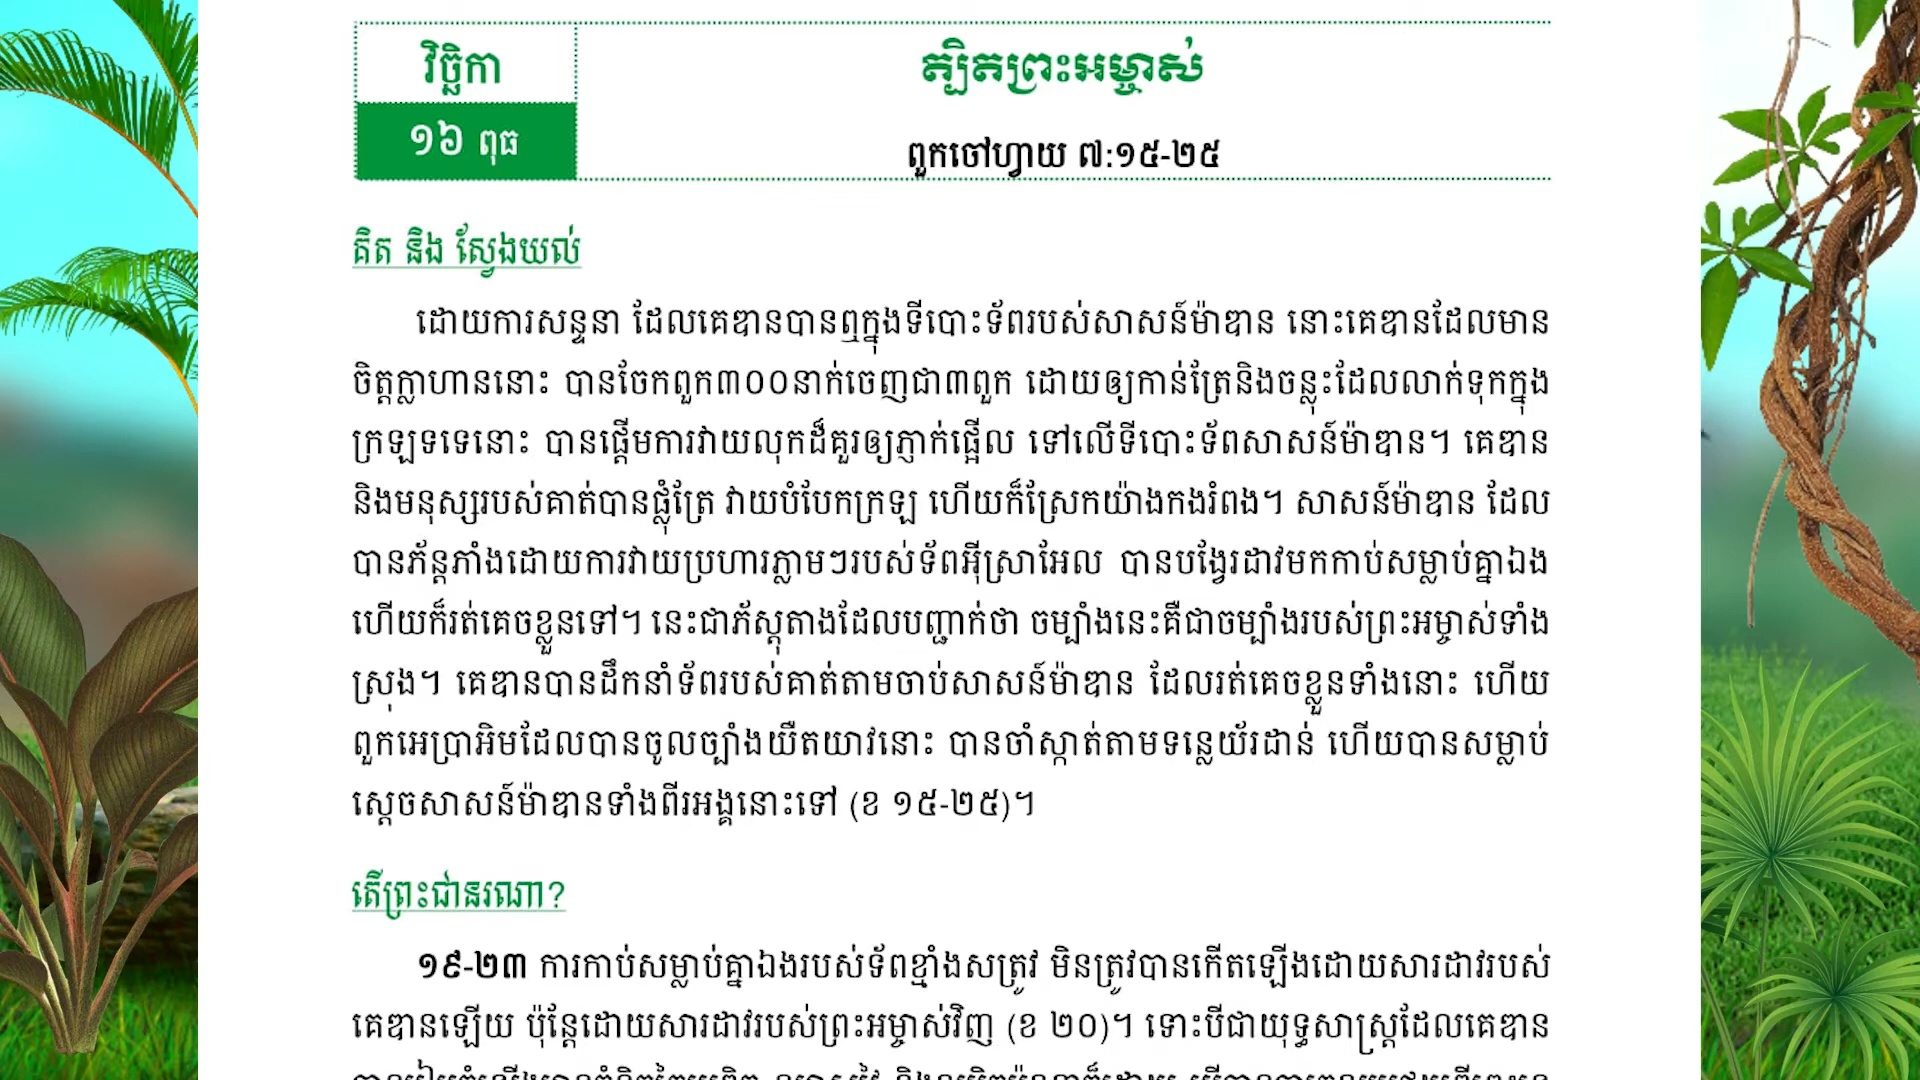 វិច្ឆិកា
១៦ ពុធ
ត្បិតព្រះអម្ចាស់
ពួកចៅហ្វាយ ៧:១៥-២៥
គិត និង ស្វែងយល់
ដោយការសន្ទនា ដែលគេឌានបានឮក្នុងទីបោះទ័ពរបស់សាសន៍ម៉ាឌាន នោះគេឌានដែលមាន
ចិត្តក្លាហាននោះ បានចែកពួក៣០០នាក់ចេញជា៣ពួក ដោយឲ្យកាន់ត្រែនិងចន្លុះដែលលាក់ទុកក្នុង
ក្រឡទទេនោះ បានផ្ដើមការវាយលុកដ៏គួរឲ្យភ្ញាក់ផ្អើល ទៅលើទីបោះទ័ពសាសន៍ម៉ាឌាន។ គេឌាន
និងមនុស្សរបស់គាត់បានផ្លុំត្រែ វាយបំបែកក្រឡ ហើយក៏ស្រែកយ៉ាងកងរំពង។ សាសន៍ម៉ាឌាន ដែល
បានភ័ន្តភាំងដោយការវាយប្រហារភ្លាមៗរបស់ទ័ពអ៊ីស្រាអែល បានបង្វែរដាវមកកាប់សម្លាប់គ្នាឯង
ហើយក៏រត់គេចខ្លួនទៅ។ នេះជាភ័ស្តុតាងដែលបញ្ជាក់ថា ចម្បាំងនេះគឺជាចម្បាំងរបស់ព្រះអម្ចាស់ទាំង
ស្រុង។ គេឌានបានដឹកនាំទ័ពរបស់គាត់តាមចាប់សាសន៍ម៉ាឌាន ដែលរត់គេចខ្លួនទាំងនោះ ហើយ
ពួកអេប្រាអិមដែលបានចូលច្បាំងយឺតយាវនោះ បានចាំស្កាត់តាមទន្លេយ័រដាន់ ហើយបានសម្លាប់
ស្ដេចសាសន៍ម៉ាឌានទាំងពីរអង្គនោះទៅ (ខ ១៥-២៥)។
តើព្រះជានរណា?
១៩-២៣ ការកាប់សម្លាប់គ្នាឯងរបស់ទ័ពខ្មាំងសត្រូវ មិនត្រូវបានកើតឡើងដោយសារដាវរបស់
គេឌានឡើយ ប៉ុន្តែដោយសារដាវរបស់ព្រះអម្ចាស់វិញ (ខ ២០)។ ទោះបីជាយុទ្ធសាស្ត្រដែលគេឌាន